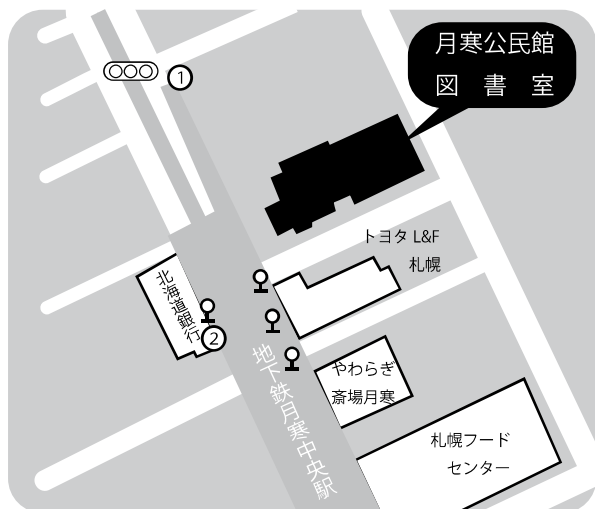 月寒公民館
図書室
①
トヨタ L&F
札幌
北海道銀行
②
地下鉄月寒中央駅
やわらぎ
斎場月寒
札幌フード
センター